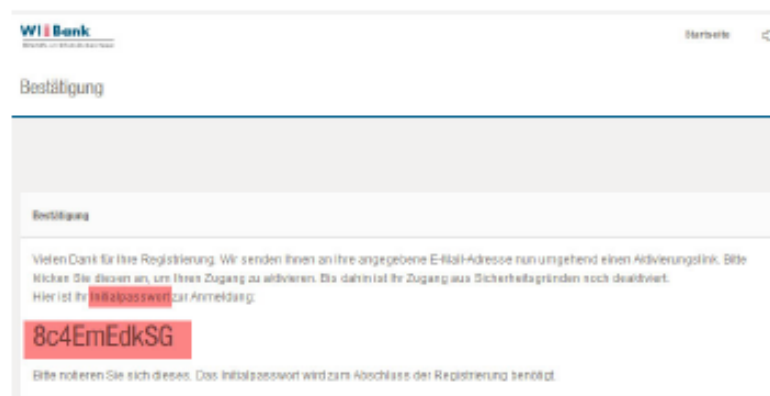 WIBank
Startseite
Bestätigung
Bestätigung
Vielen Dank für Ihre Registrierung. Wir senden Ihnen an Ihre angegebene E-Mail-Adresse nun umgehend einen Aktivierungslink. Bitte
klicken Sie diesen an, um Ihren Zugang zu aktivieren. Bis dahin ist Ihr Zugang aus Sicherheitsgründen noch deaktiviert.
Hier ist Ihr Initialpasswort zur Anmeldung:
8c4EmEdkSG
Bitte notieren Sie sich dieses. Das Initialpasswort wird zum Abschluss der Registrierung benötigt.